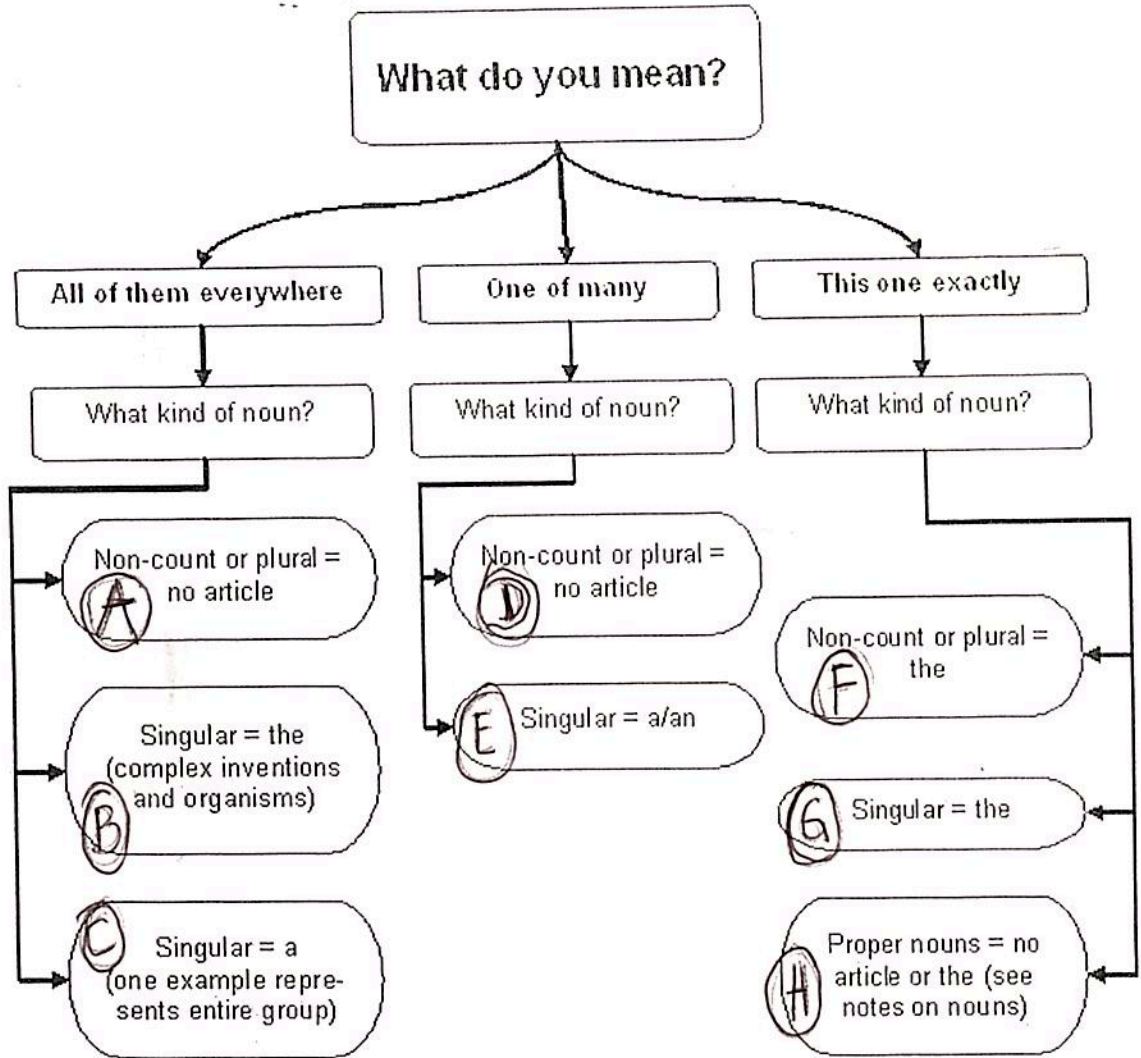 What do you mean?
All of them everywhere
One of many
This one exactly
What kind of noun?
What kind of noun?
What kind of noun?
Non-count or plural =
no article
A
Singular = the
(complex inventions
and organisms)
B
C
Singular = a
(one example repre-
sents entire group)
Non-count or plural =
no article
D
E
Singular = a/an
Non-count or plural =
the
F
G
Singular = the
Proper nouns = no
article or the (see
notes on nouns)
H